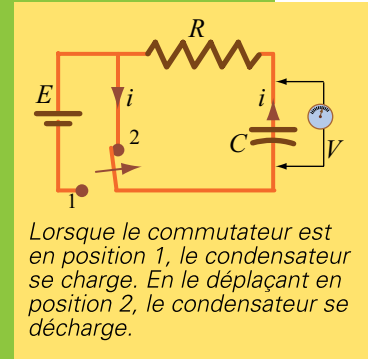 R
E
i
i
2
C
V
1
Lorsque le commutateur est
en position 1, le condensateur
se charge. En le déplaçant en
position 2, le condensateur se
décharge.